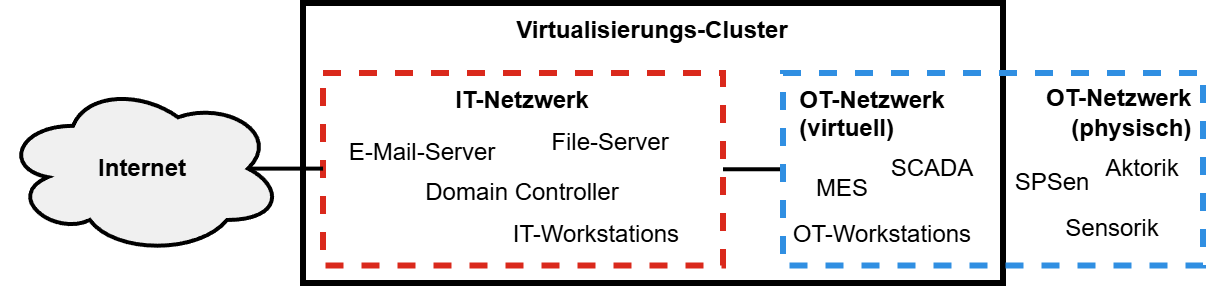 Virtualisierungs-Cluster
Internet
IT-Netzwerk
E-Mail-Server
File-Server
Domain Controller
IT-Workstations
OT-Netzwerk
(virtuell)
SCADA
MES
OT-Workstations
OT-Netzwerk
(physisch)
Aktorik
SPSen
Sensorik